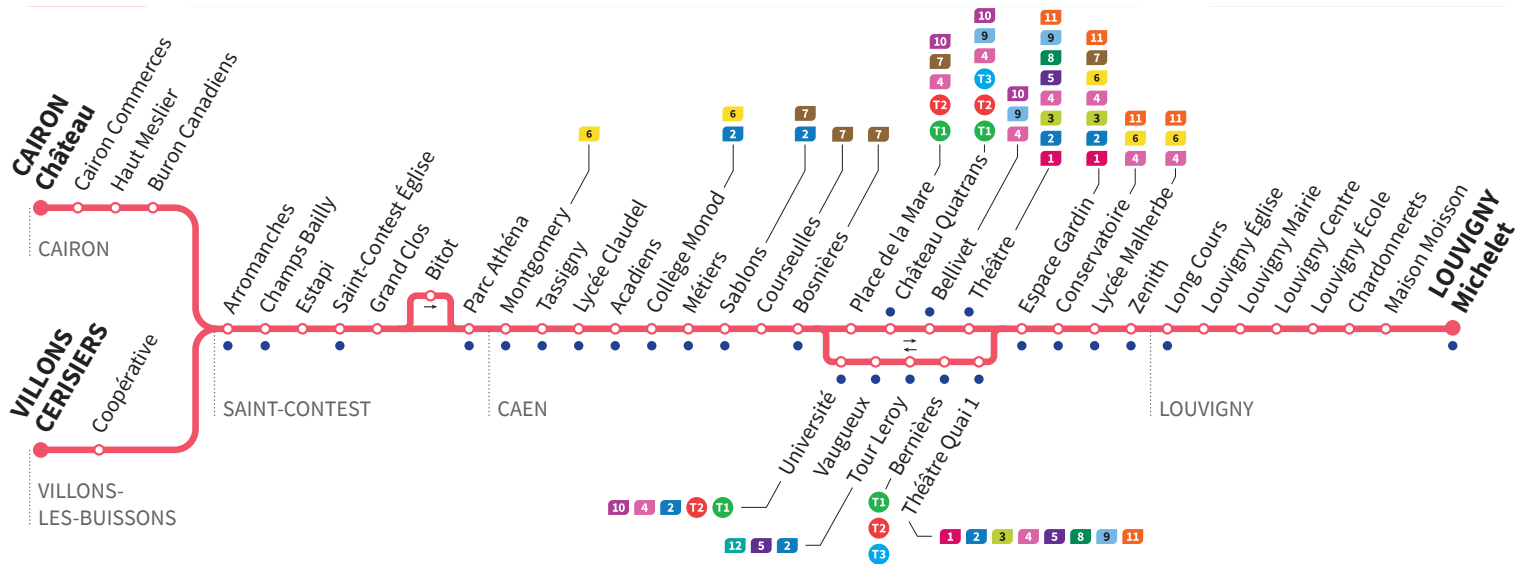 CAIRON
Château
Cairon Commerces
Haut Meslier
Buron Canadiens
CAIRON
VILLONS
CERISIERS
Coopérative
VILLONS-
LES-BUISSONS
Arromanches
Champs Bailly
Estapi
Saint-Contest Église
Grand Clos
Bitot
Parc Athéna
SAINT-CONTEST
6
Montgomery
Tassigny
Lycée Claudel
Acadiens
6
2
Collège Monod
Métiers
7
2
Sablons
7
Courseulles
7
Bosnières
CAEN
10
7
4
T2
T1
Place de la Mare
10
9
4
T3
T2
T1
Château Quatrans
10
9
4
Bellivet
11
9
8
5
4
3
2
1
Théâtre
11
7
6
4
3
2
1
Espace Gardin
11
6
4
Conservatoire
11
6
4
Lycée Malherbe
Zenith
Long Cours
Louvigny Église
Louvigny Mairie
Louvigny Centre
Louvigny École
Chardonnerets
Maison Moisson
LOUVIGNY
Michelet
LOUVIGNY
Université
10 4 2 T2 T1
Vaugueux
Tour Leroy
12 5 2
Bernières
T1
T2
T3
Théâtre Quai 1
1 2 3 4 5 8 9 11